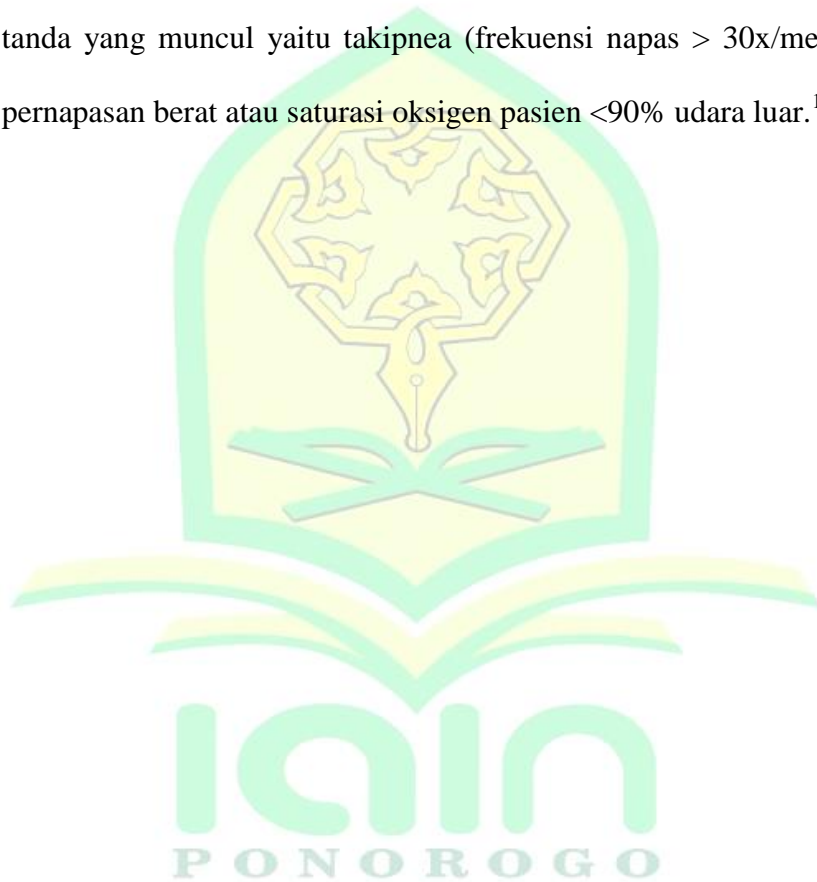 tanda yang muncul yaitu takipnea (frekuensi napas > 30x/me
pernapasan berat atau saturasi oksigen pasien <90% udara luar.
iain
PONOROGO